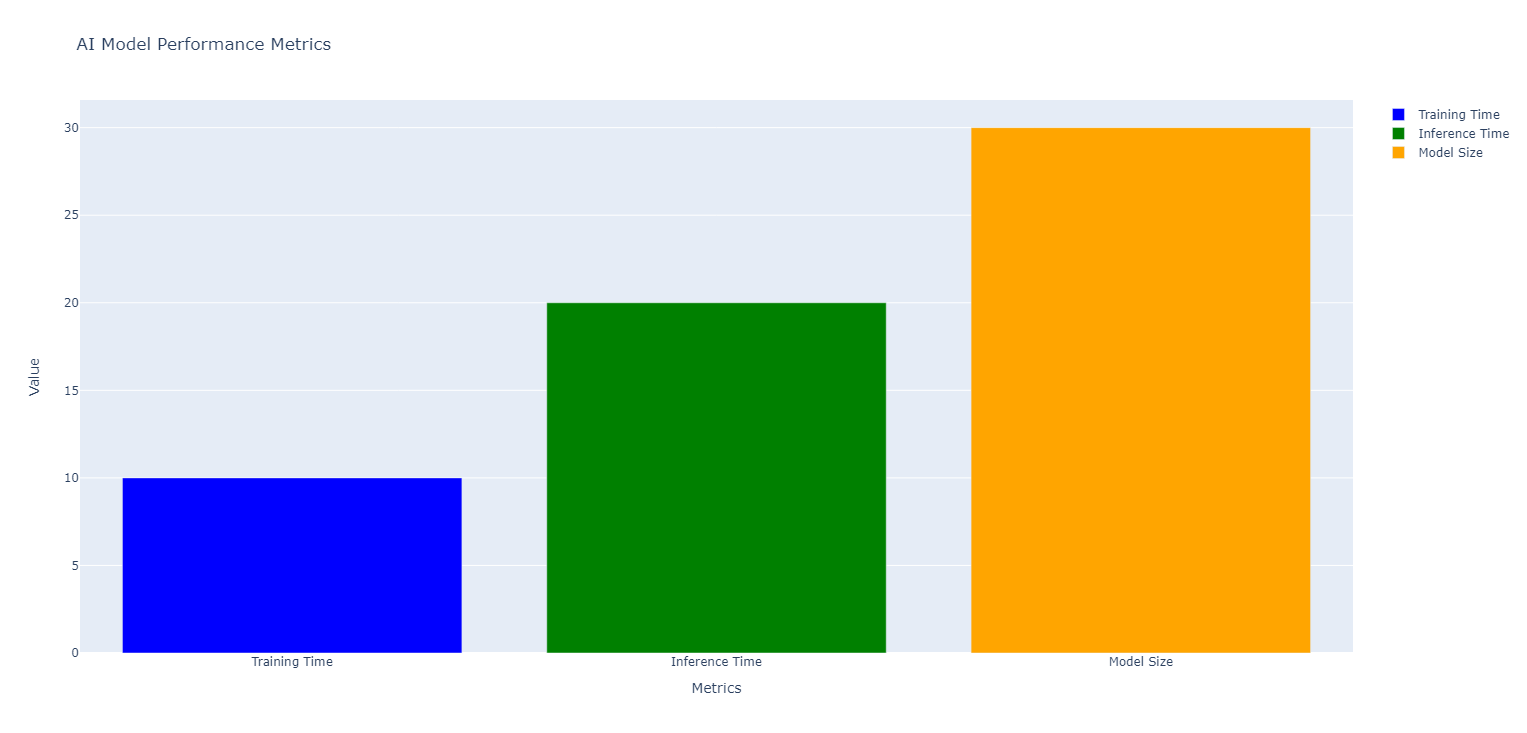 AI Model Performance Metrics
Training Time
Inference Time
Model Size
30
25
20
15
10
5
0
Value
Training Time
Inference Time
Model Size
Metrics